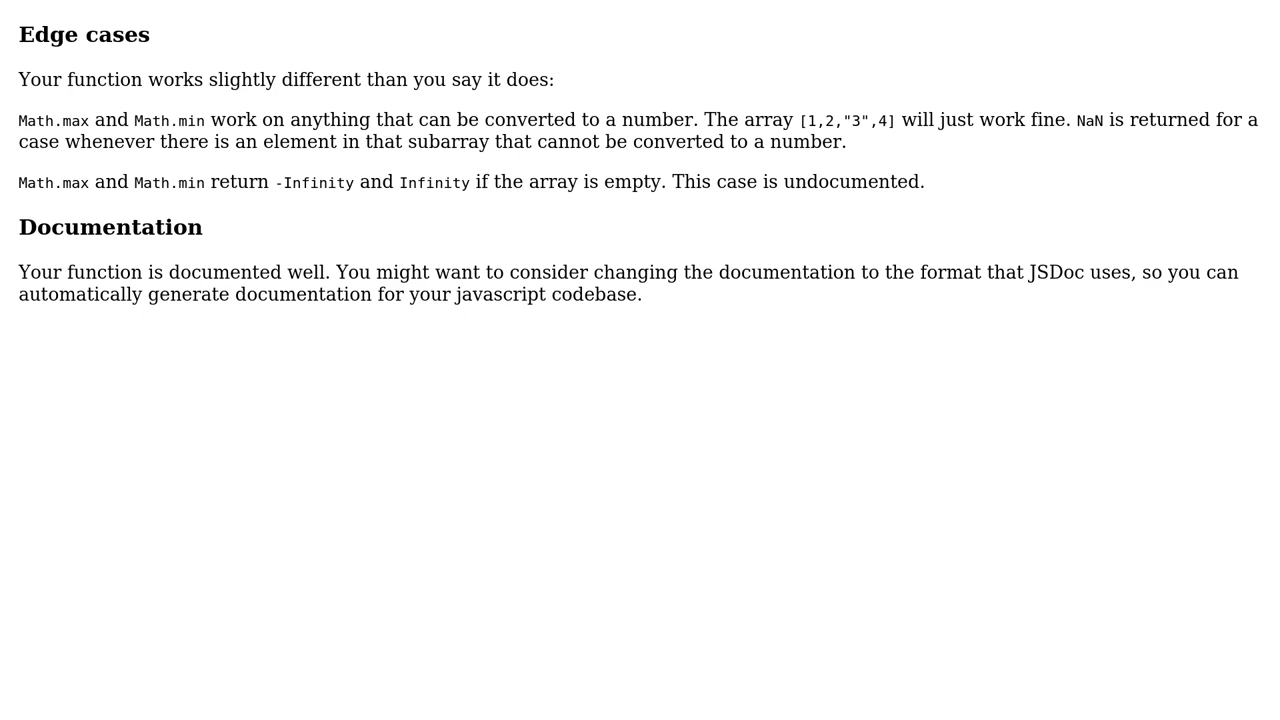 Edge cases
Your function works slightly different than you say it does:
Math.max and Math.min work on anything that can be converted to a number. The array [1,2,"3",4] will just work fine. NaN is returned for a
case whenever there is an element in that subarray that cannot be converted to a number.
Math.max and Math.min return -Infinity and Infinity if the array is empty. This case is undocumented.
Documentation
Your function is documented well. You might want to consider changing the documentation to the format that JSDoc uses, so you can
automatically generate documentation for your javascript codebase.